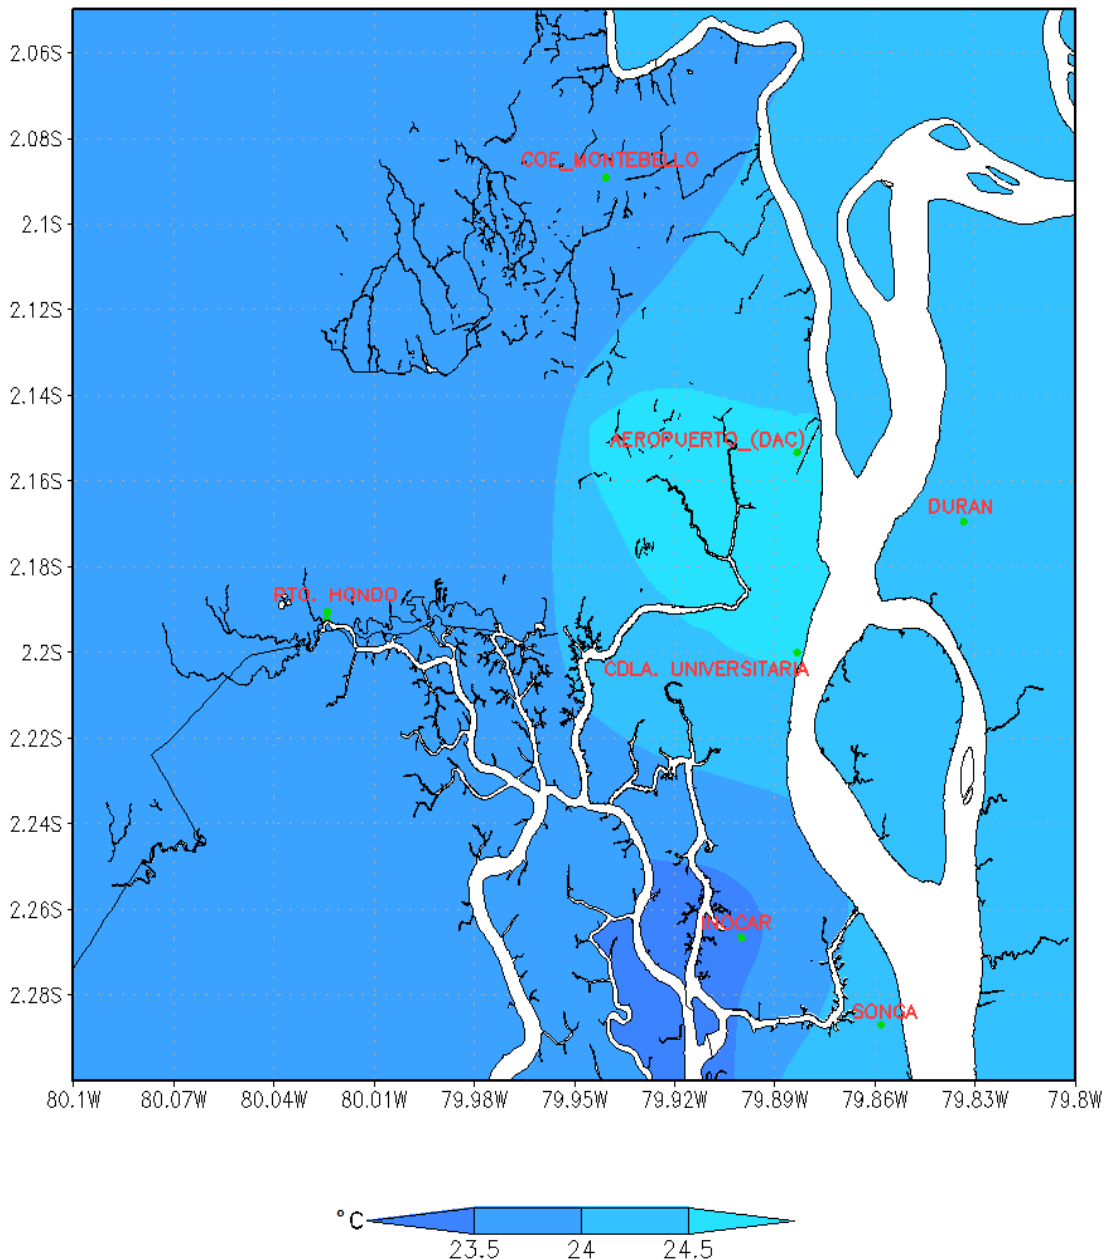 2.06S
2.08S
COE_MONTEBELLO
2.1S
2.12S
2.14S
AEROPUERTO_(DAC)
2.16S
DURAN
2.18S
PTO. HONDO
2.2S
CDLA. UNIVERSITARIA
2.22S
2.24S
2.26S
INOCAR
2.28S
SONGA
80.1W 80.07W 80.04W 80.01W 79.98W 79.95W 79.92W 79.89W 79.86W 79.83W 79.8W
°C
23.5 24 24.5